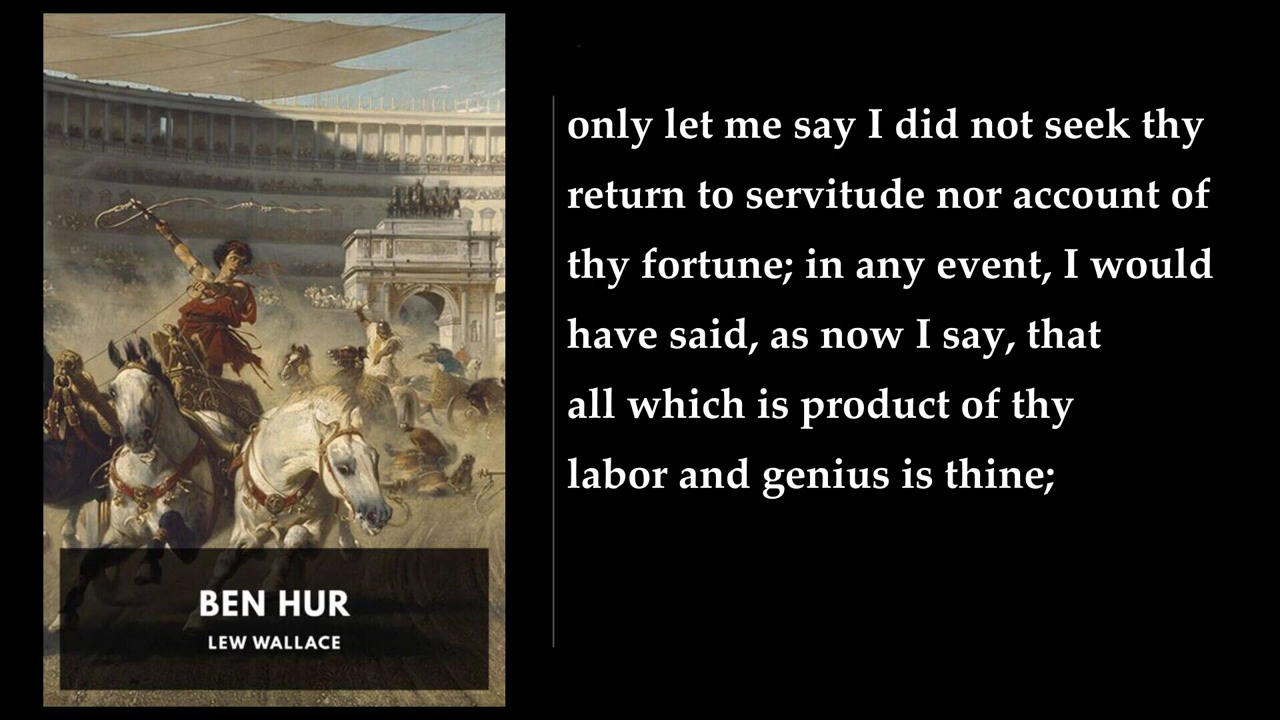 only let me say I did not seek thy
return to servitude nor account of
thy fortune; in any event, I would
have said, as now I say, that
all which is product of thy
labor and genius is thine;
BEN HUR
LEW WALLACE